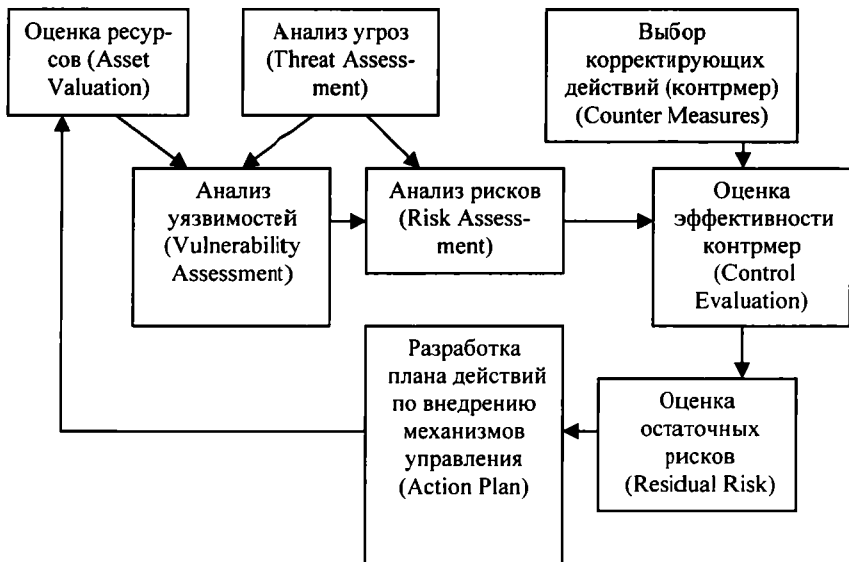 Оценка ресур-
сов (Asset
Valuation)
Анализ угроз
(Threat Assess-
ment)
Выбор
корректирующих
действий (контрмер)
(Counter Measures)
Анализ
уязвимостей
(Vulnerability
Assessment)
Анализ рисков
(Risk Assess-
ment)
Оценка
эффективности
контрмер
(Control
Evaluation)
Разработка
плана действий
по внедрению
механизмов
управления
(Action Plan)
Оценка
остаточных
рисков
(Residual Risk)